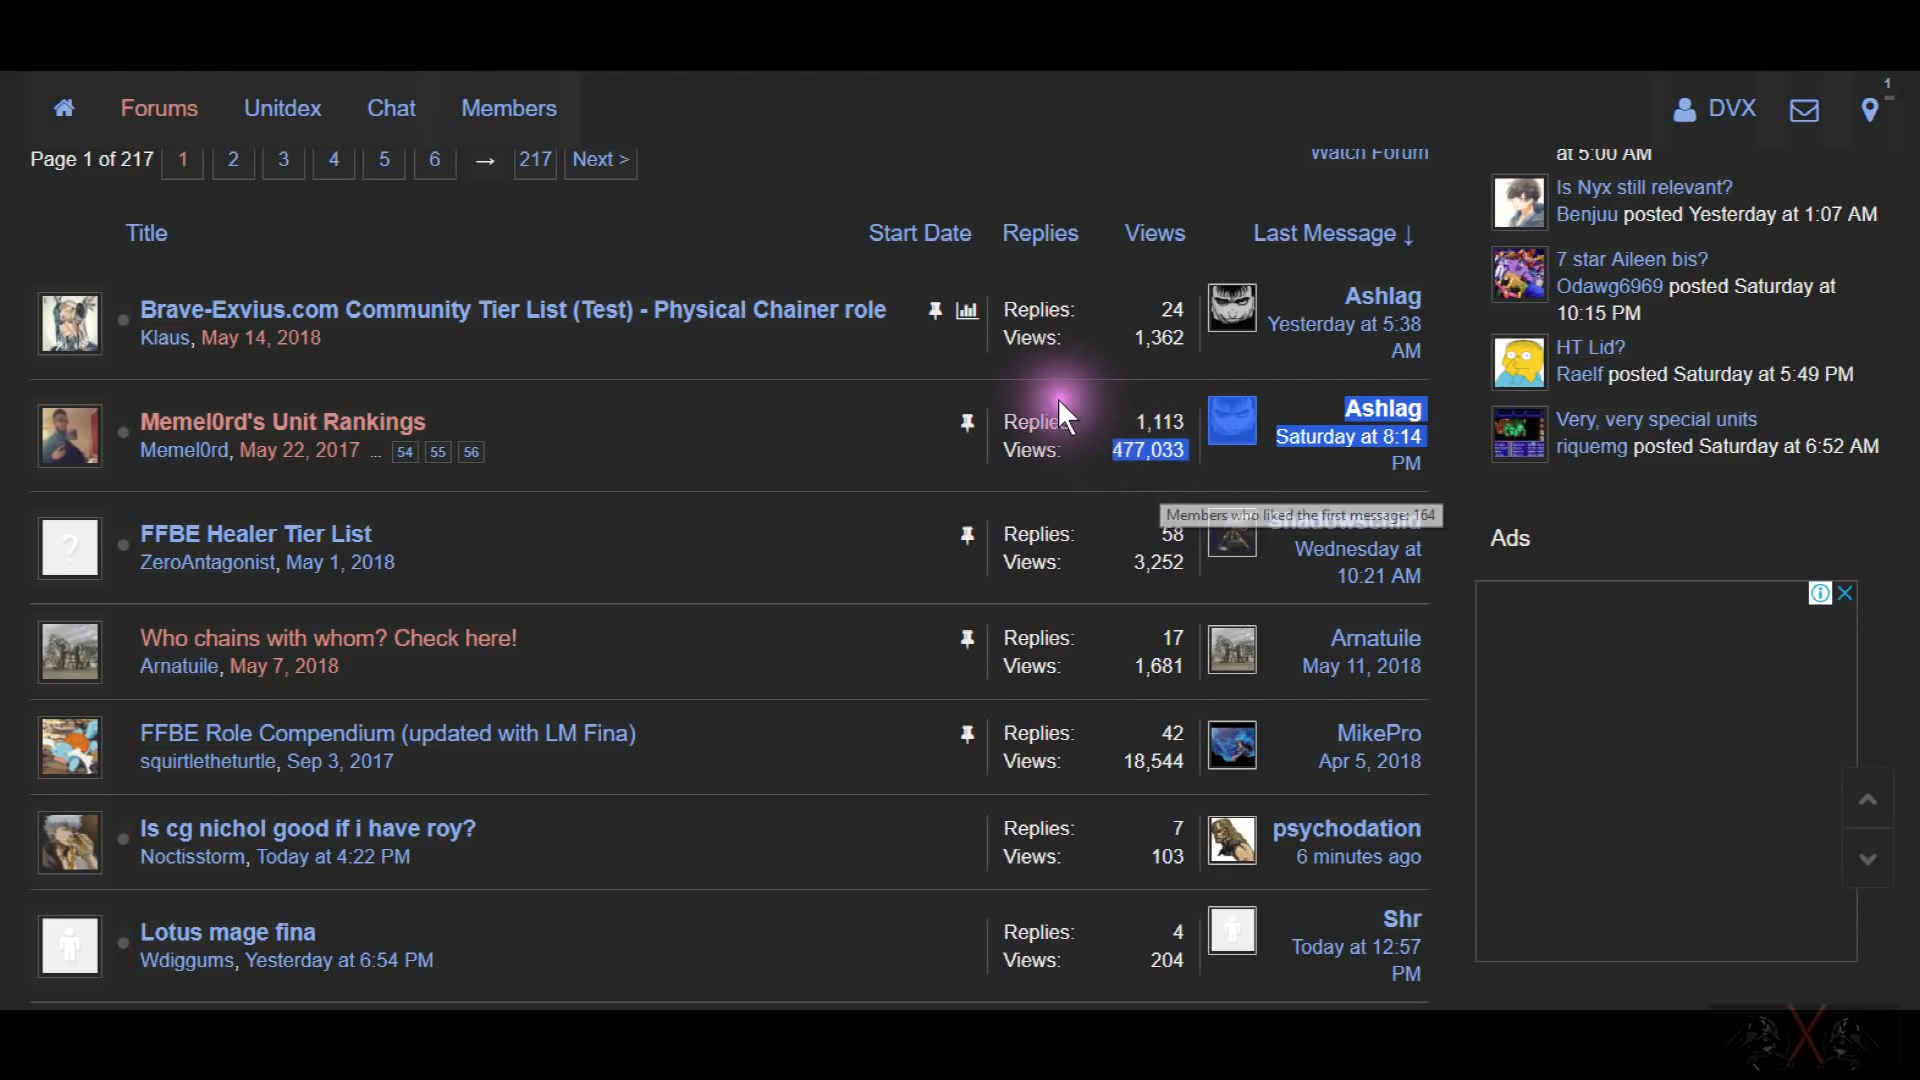 1
Forums Unitdex Chat Members DVX
Page 1 of 217 1 2 3 4 5 6 → 217 Next >
Watch Forum
Title Start Date Replies Views Last Message ↓
Brave-Exvius.com Community Tier List (Test) - Physical Chainer role
Klaus, May 14, 2018
Replies: 24
Views: 1,362
Ashlag
Yesterday at 5:38
AM
Memel0rd's Unit Rankings
Memel0rd, May 22, 2017 ... 54 55 56
Replies: 1,113
Views: 477,033
Ashlag
Saturday at 8:14
PM
Members who liked the first message: 164
FFBE Healer Tier List
ZeroAntagonist, May 1, 2018
Replies: 58
Views: 3,252
Wednesday at
10:21 AM
Who chains with whom? Check here!
Arnatuile, May 7, 2018
Replies: 17
Views: 1,681
Arnatuile
May 11, 2018
FFBE Role Compendium (updated with LM Fina)
squirtletheturtle, Sep 3, 2017
Replies: 42
Views: 18,544
MikePro
Apr 5, 2018
Is cg nichol good if i have roy?
Noctisstorm, Today at 4:22 PM
Replies: 7
Views: 103
psychodation
6 minutes ago
Lotus mage fina
Wdiggums, Yesterday at 6:54 PM
Replies: 4
Views: 204
Shr
Today at 12:57
PM
at 5:00 AM
Is Nyx still relevant?
Benjuu posted Yesterday at 1:07 AM
7 star Aileen bis?
Odawg6969 posted Saturday at
10:15 PM
HT Lid?
Raelf posted Saturday at 5:49 PM
Very, very special units
riquemg posted Saturday at 6:52 AM
Ads